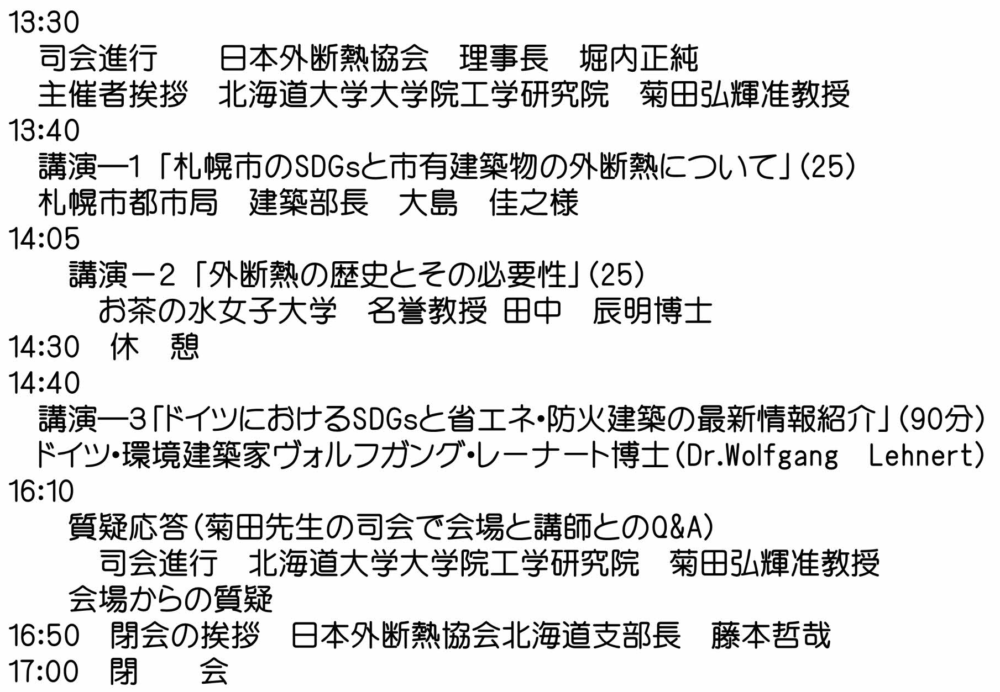 13:30
司会進行　　日本外断熱協会　理事長　堀内正純
主催者挨拶　北海道大学大学院工学研究院　菊田弘輝准教授
13:40
講演―1「札幌市のSDGsと市有建築物の外断熱について」(25)
札幌市都市局　建築部長　大島　佳之様
14:05
講演－2「外断熱の歴史とその必要性」(25)
お茶の水女子大学　名誉教授 田中　辰明博士
14:30　休　憩
14:40
講演―3「ドイツにおけるSDGsと省エネ・防火建築の最新情報紹介」(90分)
ドイツ・環境建築家ヴォルフガング・レーナート博士(Dr.Wolfgang　Lehnert)
16:10
質疑応答(菊田先生の司会で会場と講師とのQ&A)
司会進行　北海道大学大学院工学研究院　菊田弘輝准教授
会場からの質疑
16:50　閉会の挨拶　日本外断熱協会北海道支部長　藤本哲哉
17:00　閉　　会